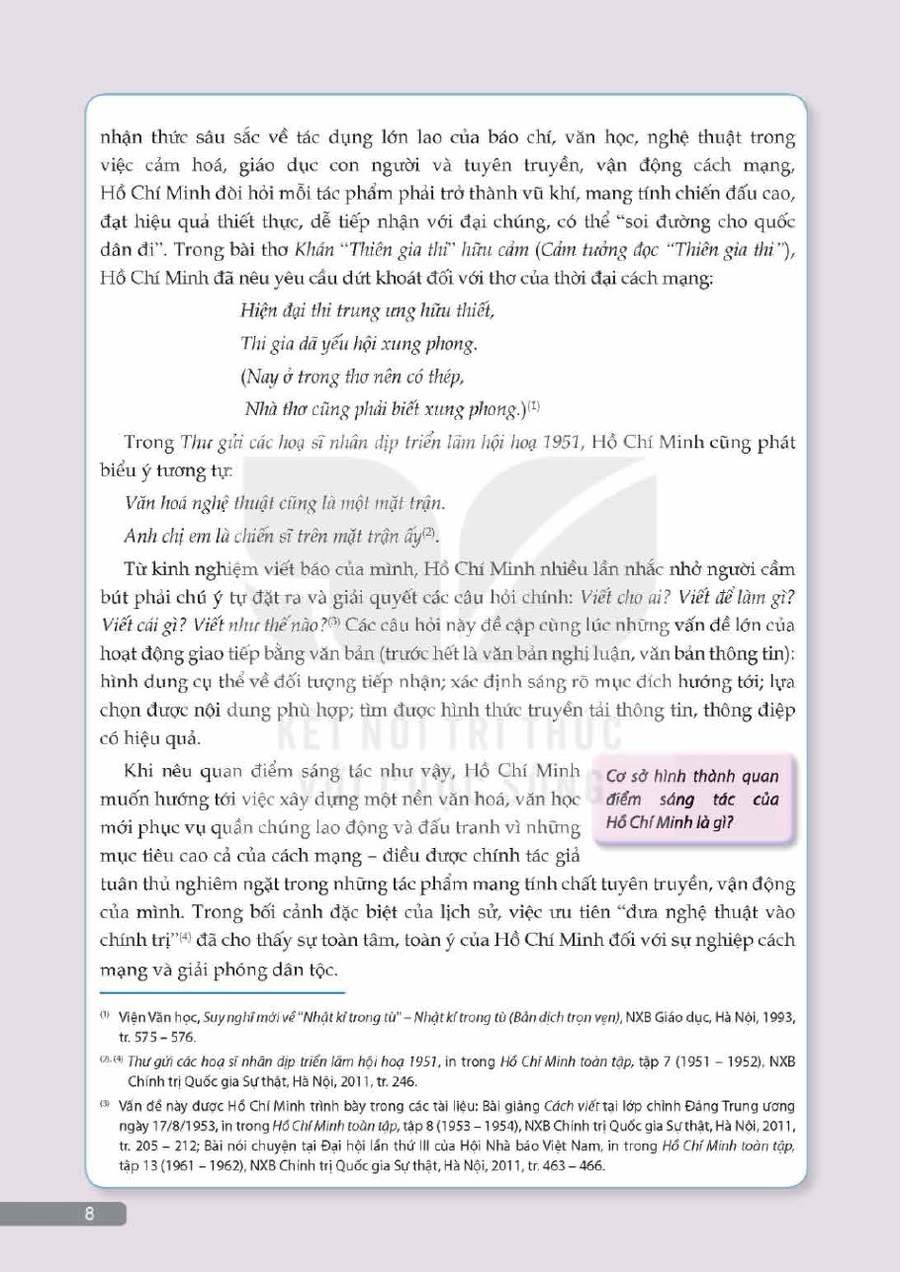 nhận thức sâu sắc về tác dụng lớn lao của báo chí, văn học, nghệ thuật trong
việc cảm hoá, giáo dục con người và tuyên truyền, vận động cách mạng,
Hồ Chí Minh đòi hỏi mỗi tác phẩm phải trở thành vũ khí, mang tính chiến đấu cao,
đạt hiệu quả thiết thực, dễ tiếp nhận với đại chúng, có thể “soi đường cho quốc
dân đi”. Trong bài thơ Khán “Thiên gia thi” hữu cảm (Cảm tưởng đọc “Thiên gia thi”),
Hồ Chí Minh đã nêu yêu cầu dứt khoát đối với thơ của thời đại cách mạng:
Hiện đại thi trung ưng hữu thiết,
Thi gia dã yếu hội xung phong.
(Nay ở trong thơ nên có thép,
Nhà thơ cũng phải biết xung phong.)(1)
Trong Thư gửi các hoạ sĩ nhân dịp triển lãm hội hoạ 1951, Hồ Chí Minh cũng phát
biểu ý tương tự:
Văn hoá nghệ thuật cũng là một mặt trận.
Anh chị em là chiến sĩ trên mặt trận ấy(2).
Từ kinh nghiệm viết báo của mình, Hồ Chí Minh nhiều lần nhắc nhở người cầm
bút phải chú ý tự đặt ra và giải quyết các câu hỏi chính: Viết cho ai? Viết để làm gì?
Viết cái gì? Viết như thế nào?(3) Các câu hỏi này đề cập cùng lúc những vấn đề lớn của
hoạt động giao tiếp bằng văn bản (trước hết là văn bản nghị luận, văn bản thông tin):
hình dung cụ thể về đối tượng tiếp nhận; xác định sáng rõ mục đích hướng tới; lựa
chọn được nội dung phù hợp; tìm được hình thức truyền tải thông tin, thông điệp
có hiệu quả.
KẾT NỐI TRI THỨC
VỚI CUỘC SỐNG
Khi nêu quan điểm sáng tác như vậy, Hồ Chí Minh
muốn hướng tới việc xây dựng một nền văn hoá, văn học
mới phục vụ quần chúng lao động và đấu tranh vì những
mục tiêu cao cả của cách mạng – điều được chính tác giả
tuân thủ nghiêm ngặt trong những tác phẩm mang tính chất tuyên truyền, vận động
của mình. Trong bối cảnh đặc biệt của lịch sử, việc ưu tiên “đưa nghệ thuật vào
chính trị”(4) đã cho thấy sự toàn tâm, toàn ý của Hồ Chí Minh đối với sự nghiệp cách
mạng và giải phóng dân tộc.
Cơ sở hình thành quan
điểm sáng tác của
Hồ Chí Minh là gì?
(1) Viện Văn học, Suy nghĩ mới về “Nhật kí trong tù” – Nhật kí trong tù (Bản dịch trọn vẹn), NXB Giáo dục, Hà Nội, 1993,
tr. 575 – 576.
(2), (4) Thư gửi các hoạ sĩ nhân dịp triển lãm hội hoạ 1951, in trong Hồ Chí Minh toàn tập, tập 7 (1951 – 1952), NXB
Chính trị Quốc gia Sự thật, Hà Nội, 2011, tr. 246.
(3) Vấn đề này được Hồ Chí Minh trình bày trong các tài liệu: Bài giảng Cách viết tại lớp chỉnh Đảng Trung ương
ngày 17/8/1953, in trong Hồ Chí Minh toàn tập, tập 8 (1953 – 1954), NXB Chính trị Quốc gia Sự thật, Hà Nội, 2011,
tr. 205 – 212; Bài nói chuyện tại Đại hội lần thứ III của Hội Nhà báo Việt Nam, in trong Hồ Chí Minh toàn tập,
tập 13 (1961 – 1962), NXB Chính trị Quốc gia Sự thật, Hà Nội, 2011, tr. 463 – 466.
8